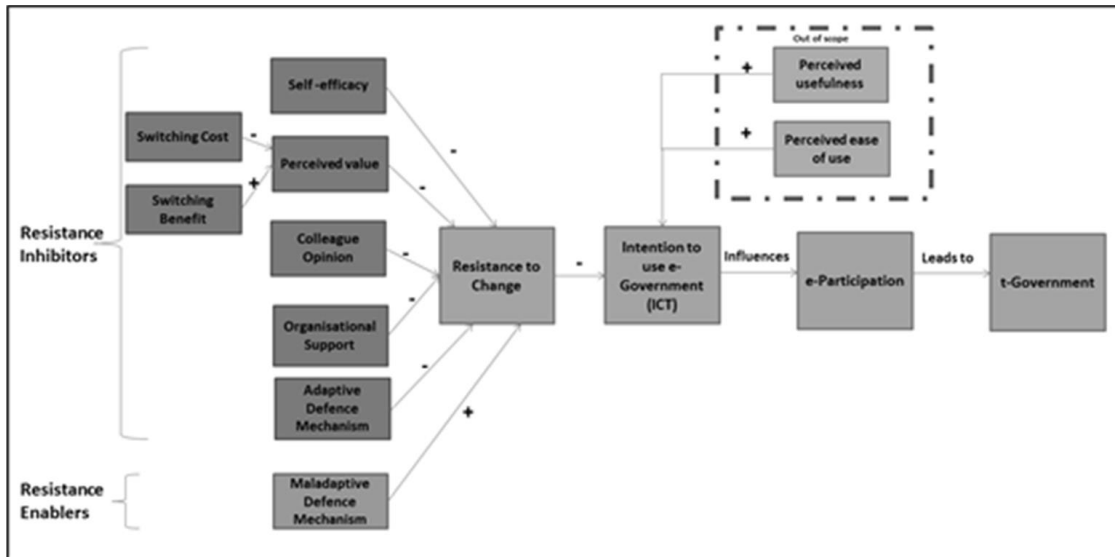 Out of scope
+
Perceived
usefulness
+
Perceived ease
of use
Self -efficacy
-
Switching Cost
-
Perceived value
-
+
Switching
Benefit
Resistance
Inhibitors
Colleague
Opinion
-
Resistance to
Change
-
Intention to
use e-
Government
(ICT)
Influences
e-Participation
Leads to
t-Government
-
Organisational
Support
Adaptive
Defence
Mechanism
-
+
Resistance
Enablers
Maladaptive
Defence
Mechanism